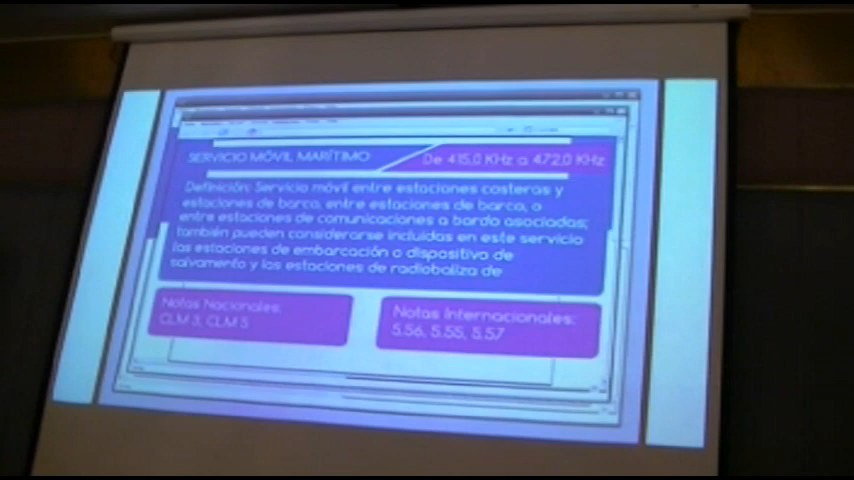 SERVICIO MÓVIL MARÍTIMO
De 415,0 KHz a 472,0 KHz
Definición: Servicio móvil entre estaciones costeras y
estaciones de barco, entre estaciones de barco, o
entre estaciones de comunicaciones a bordo asociadas;
también pueden considerarse incluidas en este servicio
las estaciones de embarcación o dispositivo de
salvamento y las estaciones de radiobaliza de
Notas Nacionales:
CLM 3, CLM 5
Notas Internacionales:
5.56, 5.55, 5.57